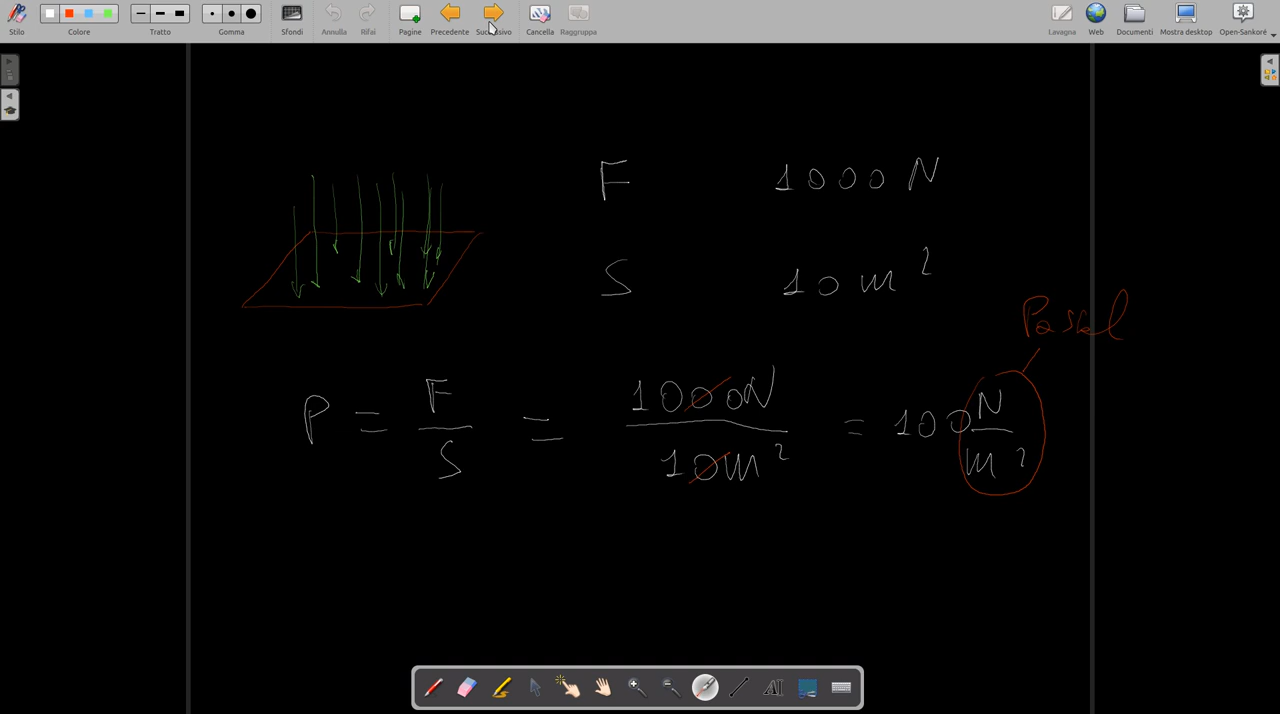 Stilo Colore Tratto Gomma Sfondi Annulla Rifai Pagine Precedente Successivo Cancella Raggruppa Lavagna Web Documenti Mostra desktop Open-Sankoré
F 1000 N
S 10 m²
Pascal
P = F/S = 1000N/10m² = 100 N/m²
AI